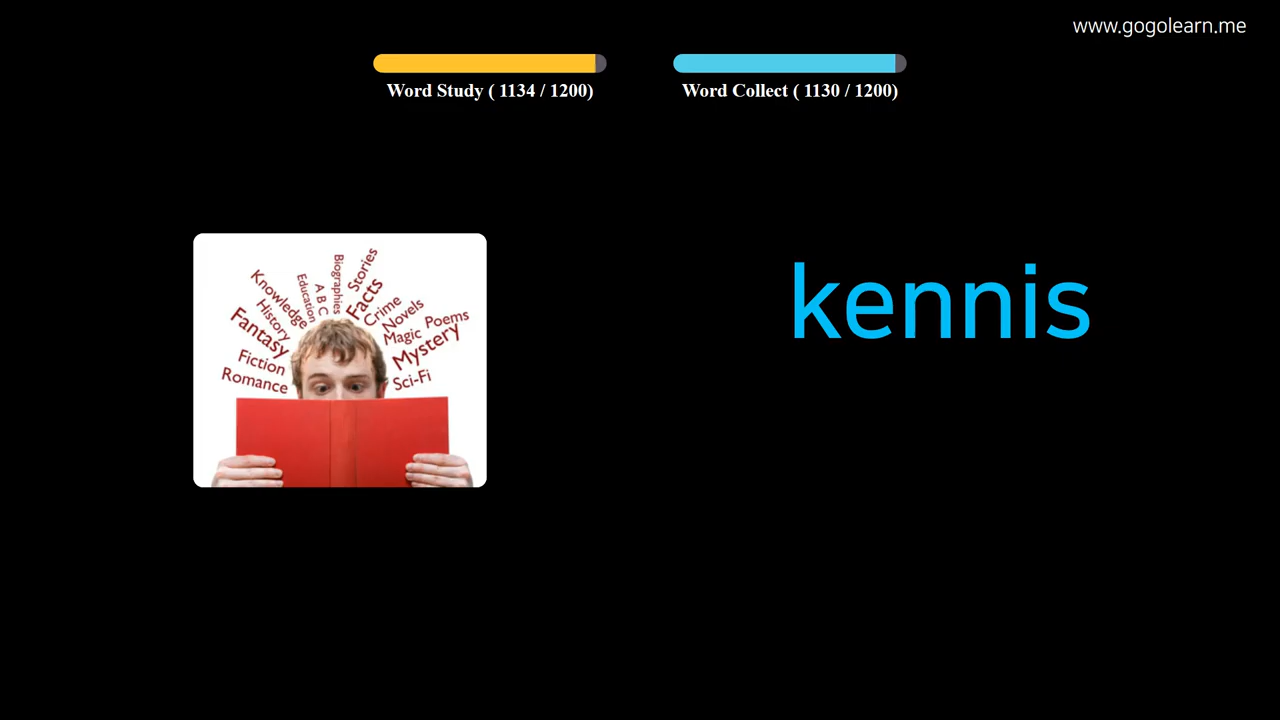 www.gogolearn.me
Word Study ( 1134 / 1200)
Word Collect ( 1130 / 1200)
kennis
Knowledge
History
Fantasy
Fiction
Romance
Education
A B C
Biographies
Stories
Facts
Crime
Novels
Magic
Poems
Mystery
Sci-Fi